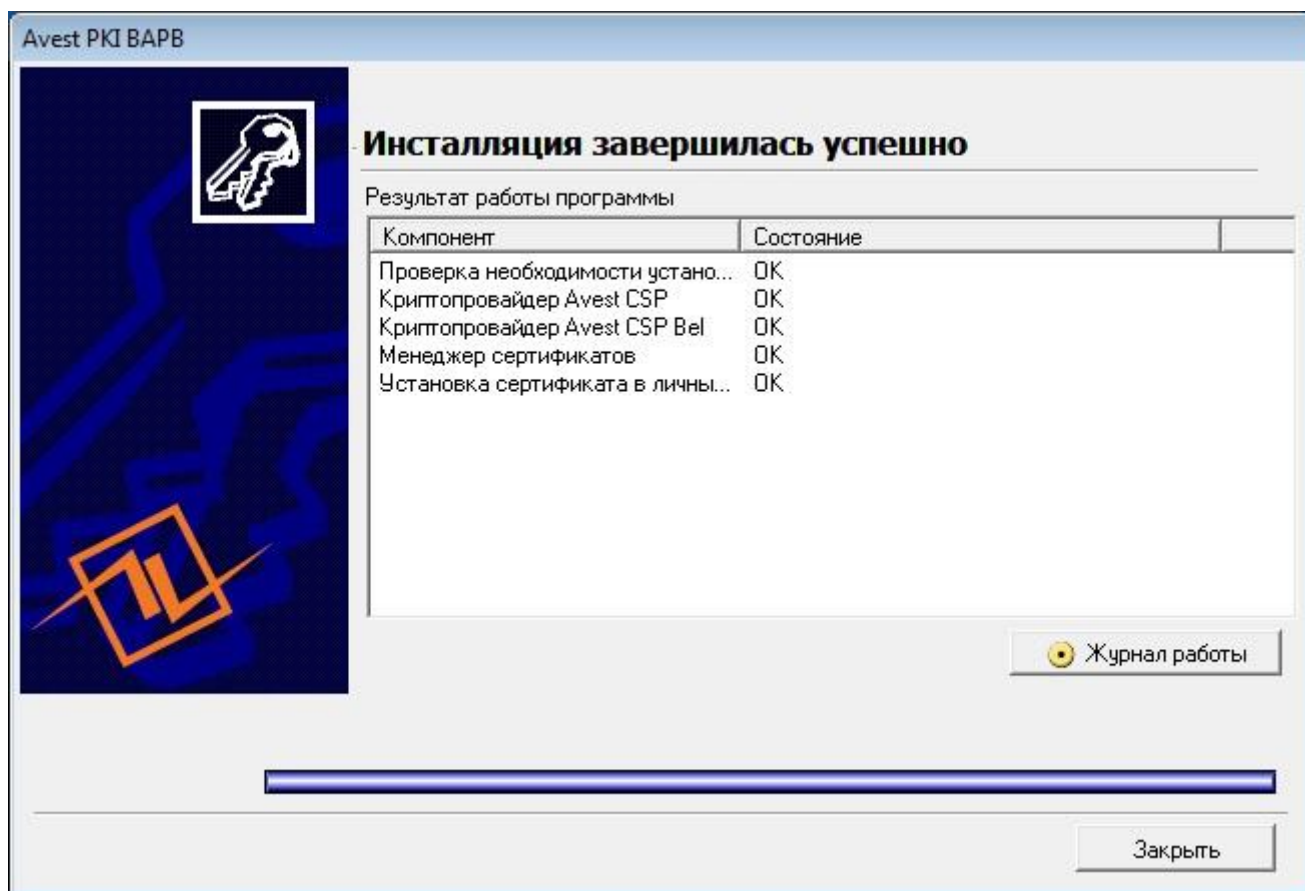 Avest PKI BAPB
Инсталляция завершилась успешно
Результат работы программы
Компонент Состояние
Проверка необходимости устано... OK
Криптопровайдер Avest CSP OK
Криптопровайдер Avest CSP Bel OK
Менеджер сертификатов OK
Установка сертификата в личны... OK
Журнал работы
Закрыть